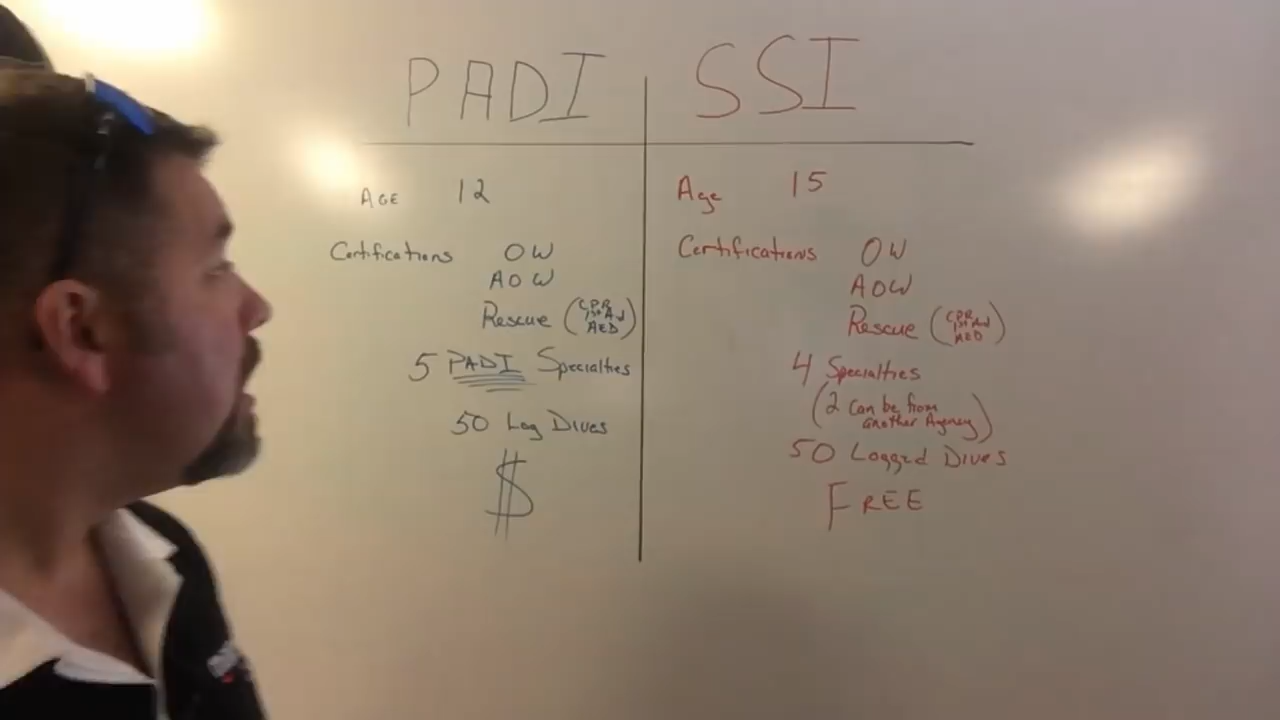 PADI
AGE 12
Certifications OW
AOW
Rescue (CPR 1st Aid AED)
5 PADI Specialties
50 Log Dives
$
SSI
Age 15
Certifications OW
AOW
Rescue (CPR 1st Aid AED)
4 Specialties
(2 can be from
another Agency)
50 Logged Dives
FREE